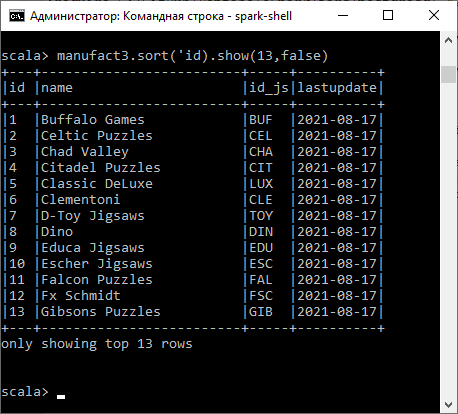 Администратор: Командная строка - spark-shell
scala> manufact3.sort('id).show(13,false)
+---+----------------+-----+----------+
|id |name |id_js|lastupdate|
+---+----------------+-----+----------+
|1 |Buffalo Games |BUF |2021-08-17|
|2 |Celtic Puzzles |CEL |2021-08-17|
|3 |Chad Valley |CHA |2021-08-17|
|4 |Citadel Puzzles |CIT |2021-08-17|
|5 |Classic DeLuxe |LUX |2021-08-17|
|6 |Clementoni |CLE |2021-08-17|
|7 |D-Toy Jigsaws |TOY |2021-08-17|
|8 |Dino |DIN |2021-08-17|
|9 |Educa Jigsaws |EDU |2021-08-17|
|10 |Escher Jigsaws |ESC |2021-08-17|
|11 |Falcon Puzzles |FAL |2021-08-17|
|12 |Fx Schmidt |FSC |2021-08-17|
|13 |Gibsons Puzzles |GIB |2021-08-17|
+---+----------------+-----+----------+
only showing top 13 rows
scala>